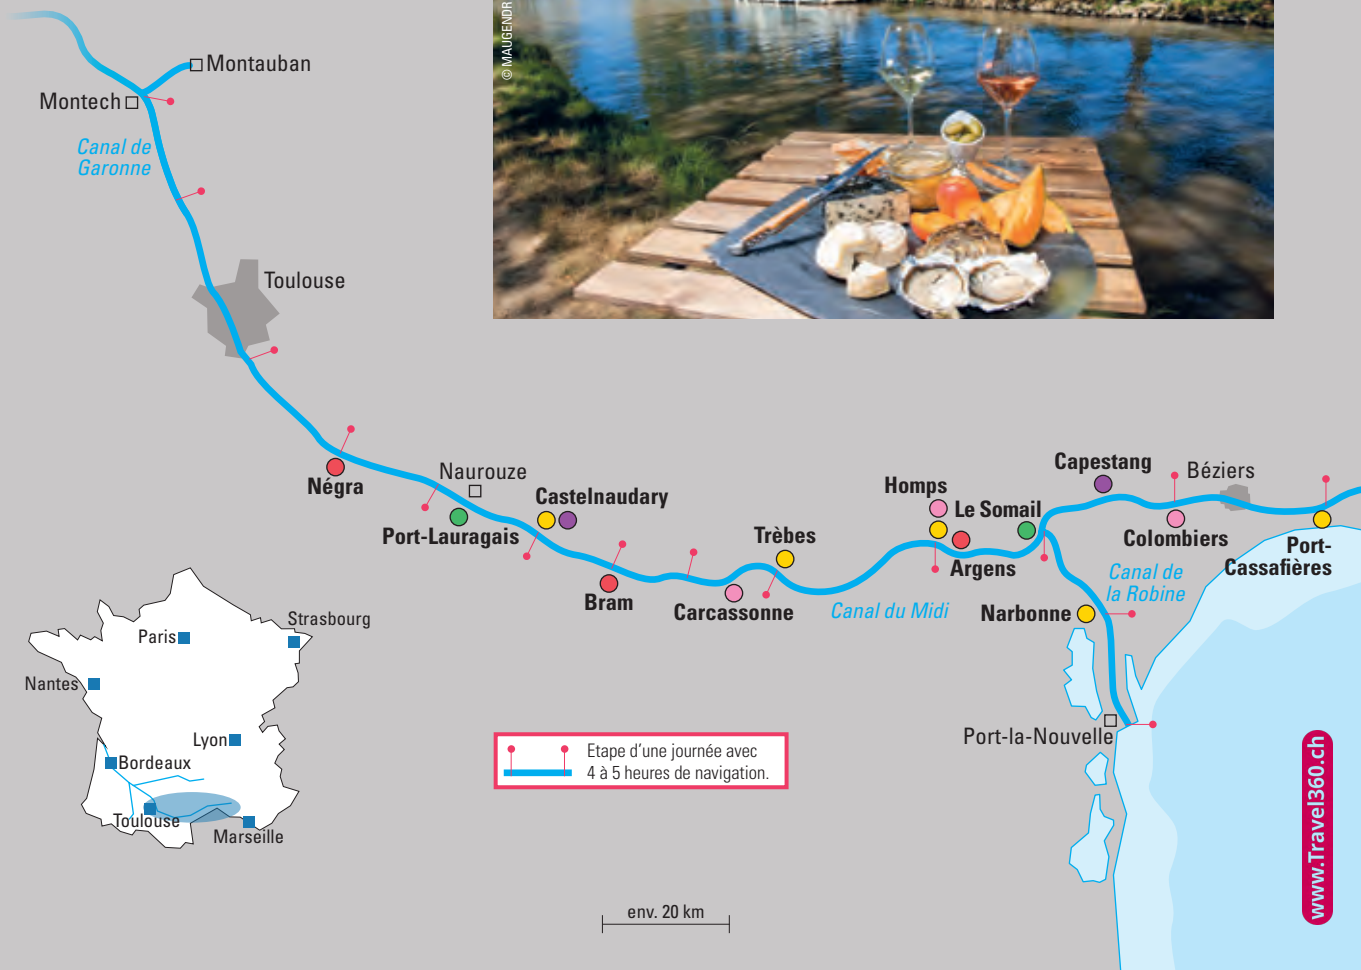 © MAUGENDR
Montauban
Montech
Canal de
Garonne
Toulouse
Négra
Naurouze
Port-Lauragais
Castelnaudary
Bram
Trèbes
Carcassonne
Canal du Midi
Homps
Argens
Le Somail
Capestang
Béziers
Colombiers
Port-
Cassafières
Canal de
la Robine
Narbonne
Port-la-Nouvelle
Paris
Strasbourg
Nantes
Lyon
Bordeaux
Toulouse
Marseille
Etape d'une journée avec
4 à 5 heures de navigation.
env. 20 km
www.Travel360.ch